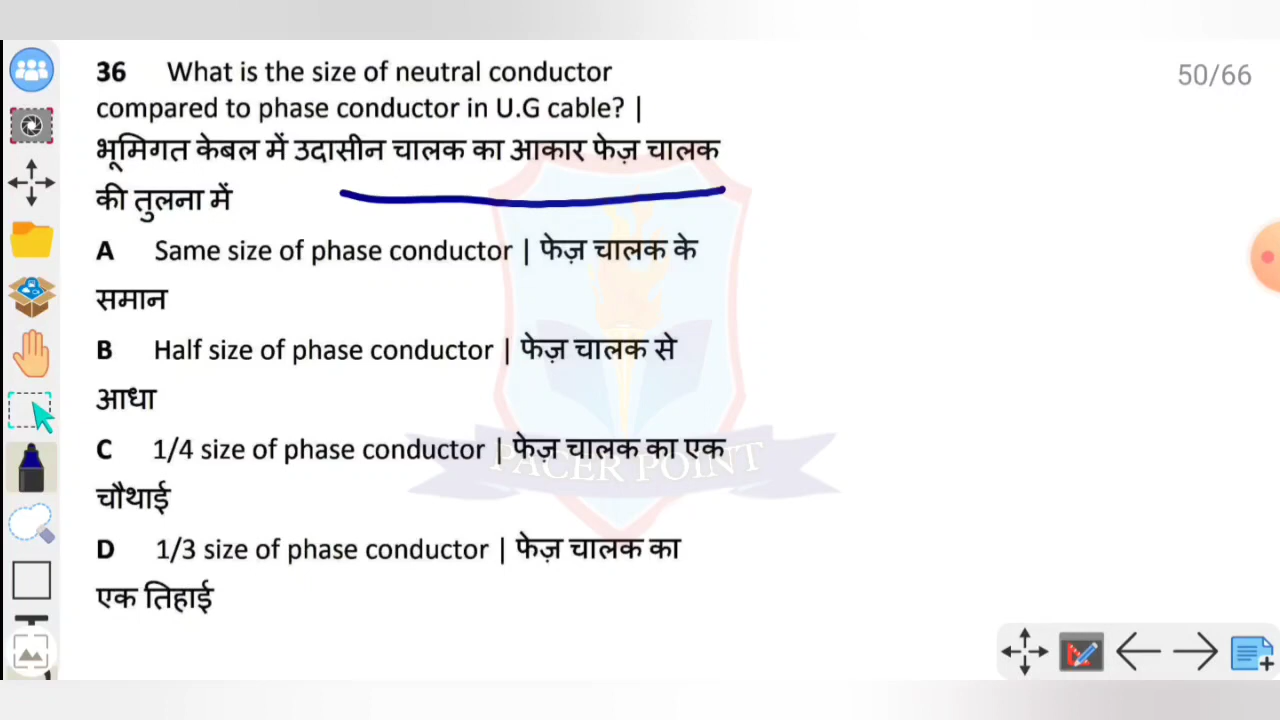 36 What is the size of neutral conductor
50/66
compared to phase conductor in U.G cable? |
भूमिगत केबल में उदासीन चालक का आकार फेज़ चालक
की तुलना में
A Same size of phase conductor | फेज़ चालक के
समान
B Half size of phase conductor | फेज़ चालक से
आधा
C 1/4 size of phase conductor | फेज़ चालक का एक
चौथाई
PACER POINT
D 1/3 size of phase conductor | फेज़ चालक का
एक तिहाई